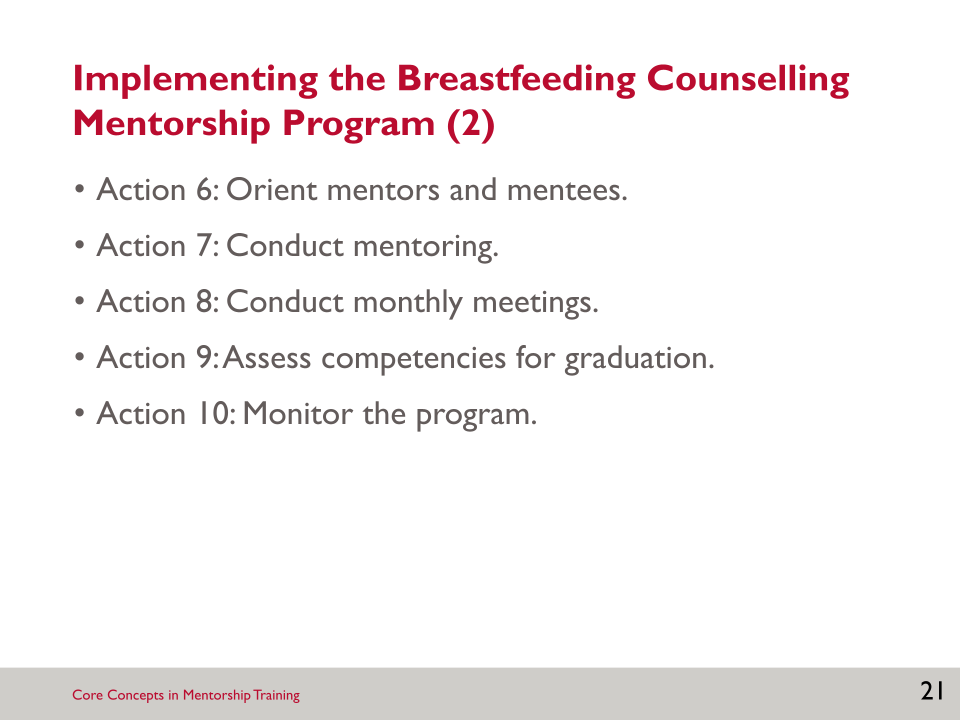 Implementing the Breastfeeding Counselling
Mentorship Program (2)
• Action 6: Orient mentors and mentees.
• Action 7: Conduct mentoring.
• Action 8: Conduct monthly meetings.
• Action 9: Assess competencies for graduation.
• Action 10: Monitor the program.
Core Concepts in Mentorship Training
21